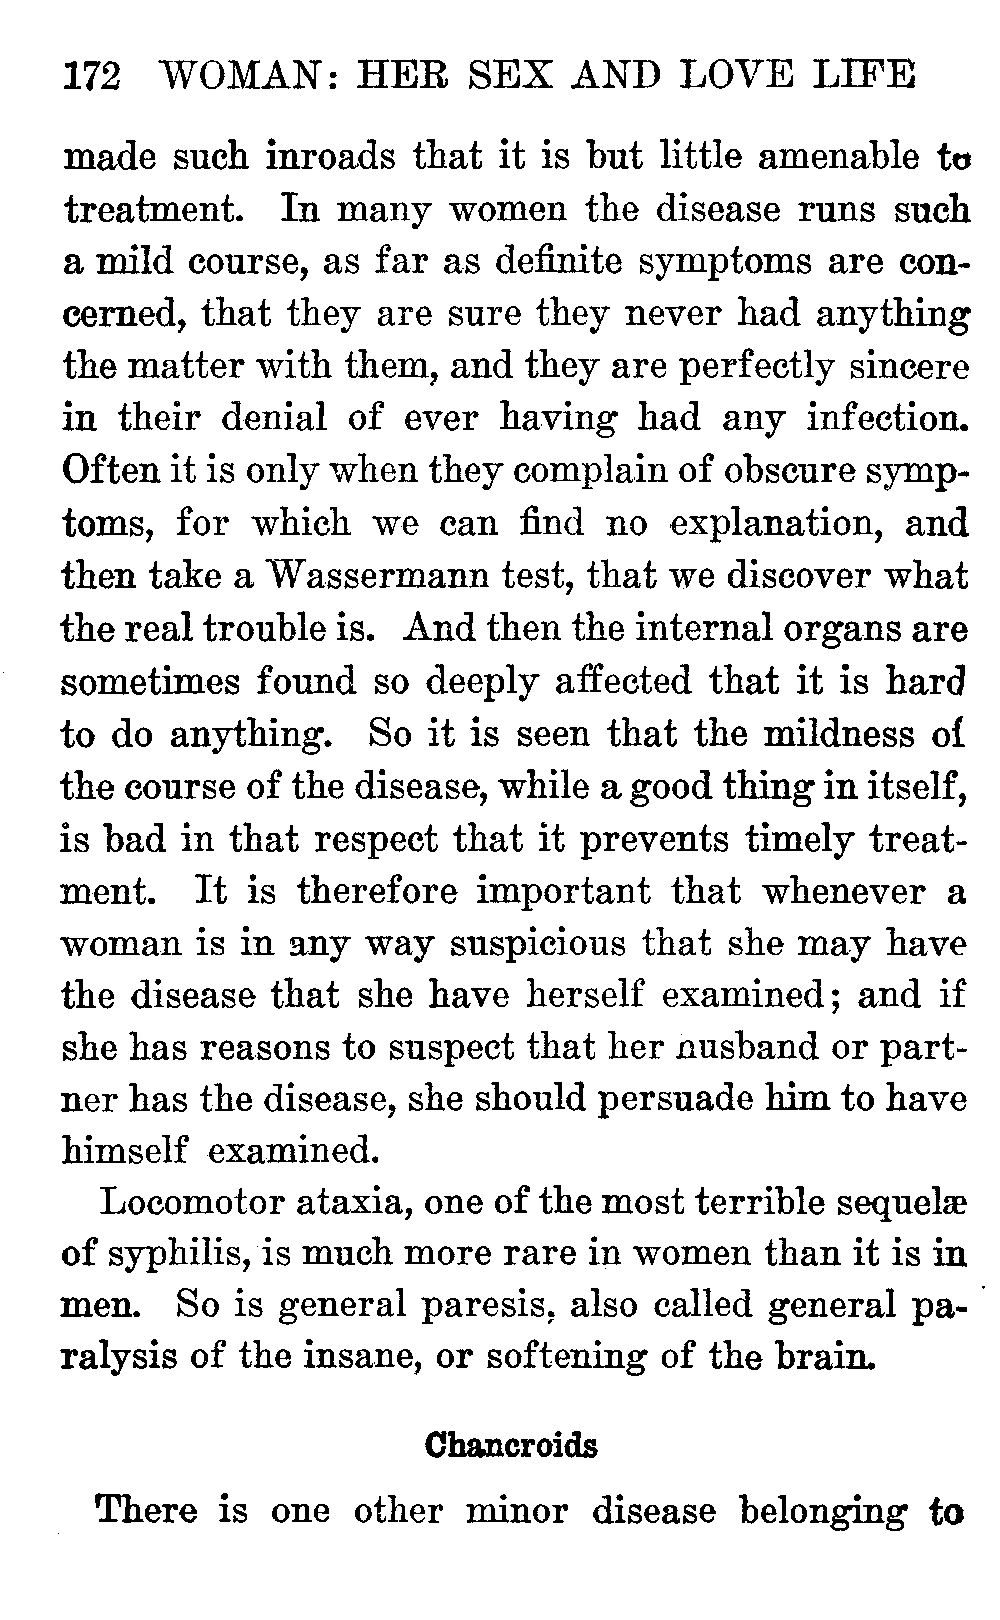 172 WOMAN: HER SEX AND LOVE LIFE
made such inroads that it is but little amenable to
treatment. In many women the disease runs such
a mild course, as far as definite symptoms are con-
cerned, that they are sure they never had anything
the matter with them, and they are perfectly sincere
in their denial of ever having had any infection.
Often it is only when they complain of obscure symp-
toms, for which we can find no explanation, and
then take a Wassermann test, that we discover what
the real trouble is. And then the internal organs are
sometimes found so deeply affected that it is hard
to do anything. So it is seen that the mildness of
the course of the disease, while a good thing in itself,
is bad in that respect that it prevents timely treat-
ment. It is therefore important that whenever a
woman is in any way suspicious that she may have
the disease that she have herself examined; and if
she has reasons to suspect that her husband or part-
ner has the disease, she should persuade him to have
himself examined.
Locomotor ataxia, one of the most terrible sequelæ
of syphilis, is much more rare in women than it is in
men. So is general paresis, also called general pa-
ralysis of the insane, or softening of the brain.
Chancroids
There is one other minor disease belonging to